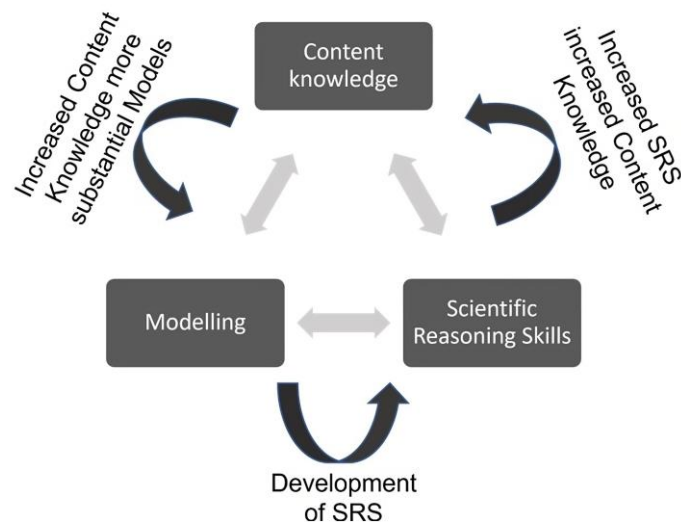 Content
knowledge
Increased Content
Knowledge more
substantial Models
Increased SRS
increased Content
Knowledge
Modelling
Scientific
Reasoning Skills
Development
of SRS